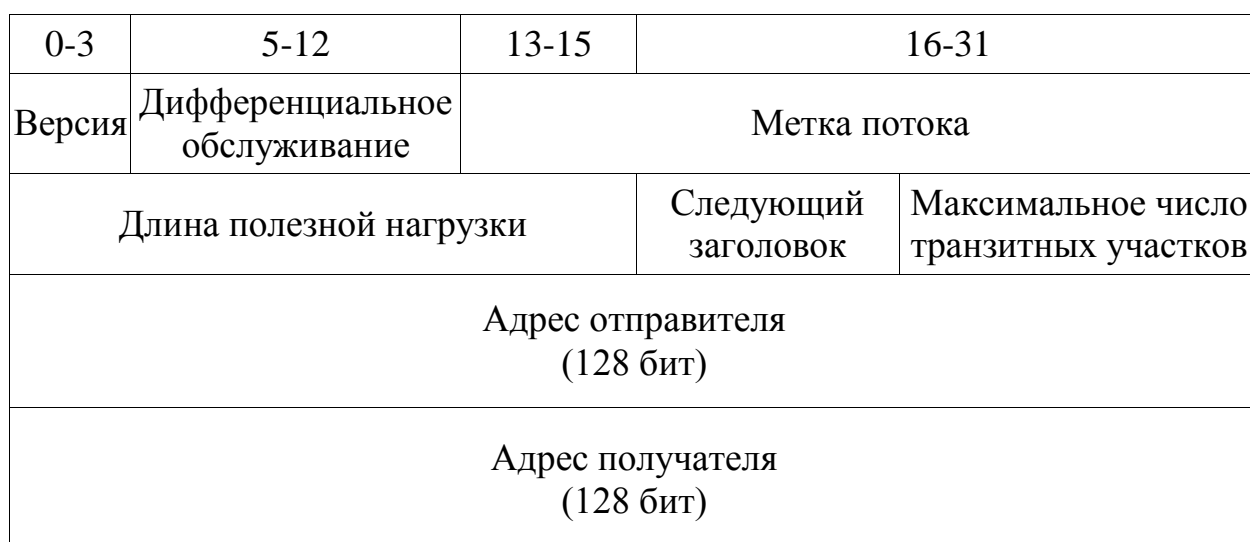 0-3 5-12 13-15 16-31
Версия Дифференциальное
обслуживание
Метка потока
Длина полезной нагрузки
Следующий
заголовок
Максимальное число
транзитных участков
Адрес отправителя
(128 бит)
Адрес получателя
(128 бит)